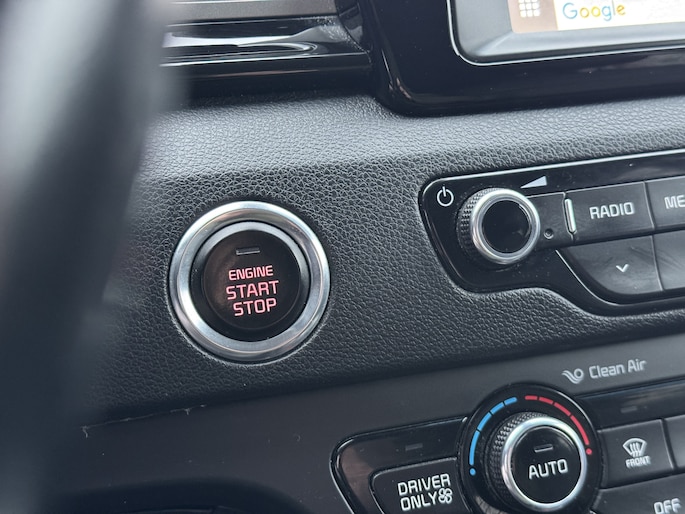 Google
RADIO
ENGINE
START
STOP
Clean Air
AUTO
FRONT
DRIVER
ONLY
OFF